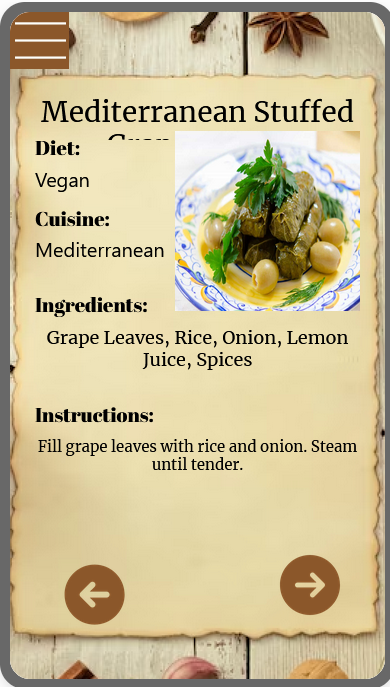 Mediterranean Stuffed
Diet:
Vegan
Cuisine:
Mediterranean
Ingredients:
Grape Leaves, Rice, Onion, Lemon
Juice, Spices
Instructions:
Fill grape leaves with rice and onion. Steam
until tender.